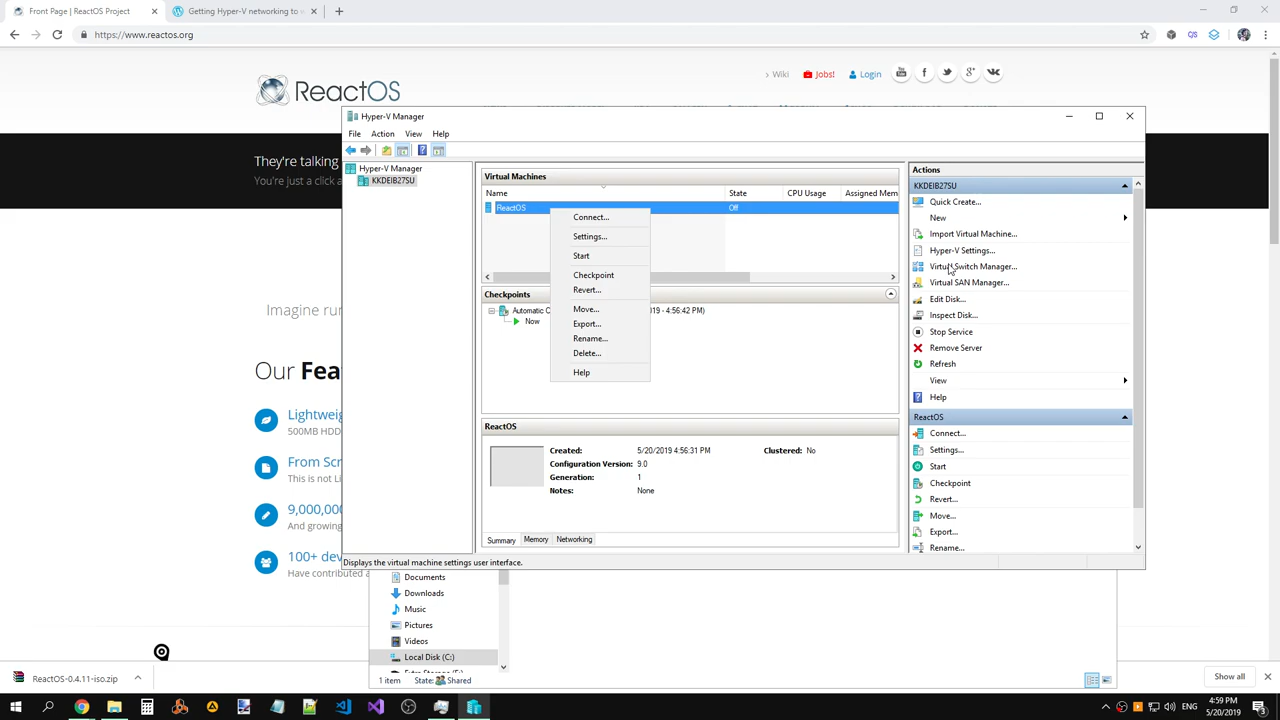 Front Page | ReactOS Project
Getting Hyper-V networking to w
https://www.reactos.org
Wiki
Jobs!
Login
ReactOS
They're talking
You're just a click a
Imagine run
Our Fea
Lightweig
500MB HDD
From Scr
This is not Li
9,000,000
And growing
100+ dev
Have contributed a
Hyper-V Manager
File Action View Help
Hyper-V Manager
KKDEIB27SU
Virtual Machines
Name State CPU Usage Assigned Mem
ReactOS Off
Connect...
Settings...
Start
Checkpoint
Revert...
Move...
Export...
Rename...
Delete...
Help
Checkpoints
Automatic C 019 - 4:56:42 PM)
Now
ReactOS
Created: 5/20/2019 4:56:31 PM Clustered: No
Configuration Version: 9.0
Generation: 1
Notes: None
Summary Memory Networking
Displays the virtual machine settings user interface.
Actions
KKDEIB27SU
Quick Create...
New
Import Virtual Machine...
Hyper-V Settings...
Virtual Switch Manager...
Virtual SAN Manager...
Edit Disk...
Inspect Disk...
Stop Service
Remove Server
Refresh
View
Help
ReactOS
Connect...
Settings...
Start
Checkpoint
Revert...
Move...
Export...
Rename...
Documents
Downloads
Music
Pictures
Videos
Local Disk (C:)
1 item State: Shared
ReactOS-0.4.11-iso.zip
Show all
ENG
4:59 PM
5/20/2019